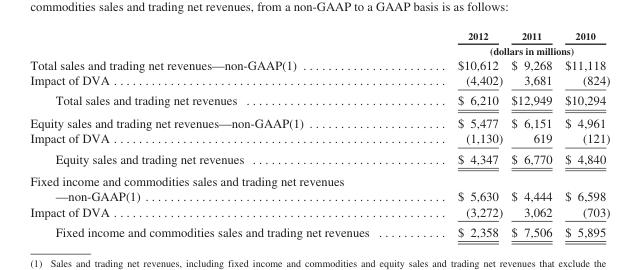 commodities sales and trading net revenues, from a non-GAAP to a GAAP basis is as follows:
2012 2011 2010
(dollars in millions)
Total sales and trading net revenues—non-GAAP(1) . . . . . . . . . . . . . . . . . . . . . . . . $10,612 $ 9,268 $11,118
Impact of DVA . . . . . . . . . . . . . . . . . . . . . . . . . . . . . . . . . . . . . . . . . . . . . . . . . . . . . . (4,402) 3,681 (824)
Total sales and trading net revenues . . . . . . . . . . . . . . . . . . . . . . . . . . . . . . . . . $ 6,210 $12,949 $10,294
Equity sales and trading net revenues—non-GAAP(1) . . . . . . . . . . . . . . . . . . . . . . . $ 5,477 $ 6,151 $ 4,961
Impact of DVA . . . . . . . . . . . . . . . . . . . . . . . . . . . . . . . . . . . . . . . . . . . . . . . . . . . . . . (1,130) 619 (121)
Equity sales and trading net revenues . . . . . . . . . . . . . . . . . . . . . . . . . . . . . . . . $ 4,347 $ 6,770 $ 4,840
Fixed income and commodities sales and trading net revenues
—non-GAAP(1) . . . . . . . . . . . . . . . . . . . . . . . . . . . . . . . . . . . . . . . . . . . . . . . . . $ 5,630 $ 4,444 $ 6,598
Impact of DVA . . . . . . . . . . . . . . . . . . . . . . . . . . . . . . . . . . . . . . . . . . . . . . . . . . . . . . (3,272) 3,062 (703)
Fixed income and commodities sales and trading net revenues . . . . . . . . . . . $ 2,358 $ 7,506 $ 5,895
(1) Sales and trading net revenues, including fixed income and commodities and equity sales and trading net revenues that exclude the